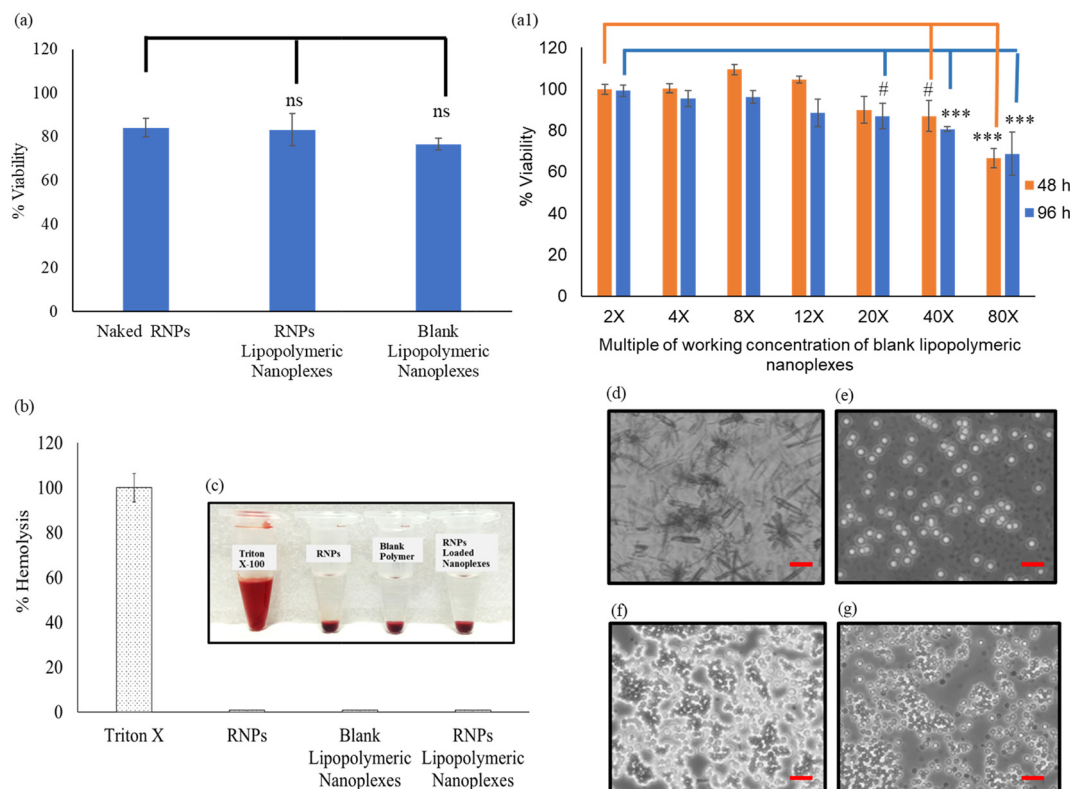 (a)
120
100
80
60
40
20
0
% Viability
ns
ns
Naked RNPs
RNPs
Lipopolymeric
Nanoplexes
Blank
Lipopolymeric
Nanoplexes
(a1)
120
100
80
60
40
20
0
% Viability
#
#
***
***
***
48 h
96 h
2X 4X 8X 12X 20X 40X 80X
Multiple of working concentration of blank lipopolymeric
nanoplexes
(b)
120
100
80
60
40
20
0
% Hemolysis
Triton X
RNPs
Blank
Lipopolymeric
Nanoplexes
RNPs
Lipopolymeric
Nanoplexes
(c)
Triton
X-100
RNPs
Blank
Polymer
RNPs
Loaded
Nanoplexes
(d)
(e)
(f)
(g)